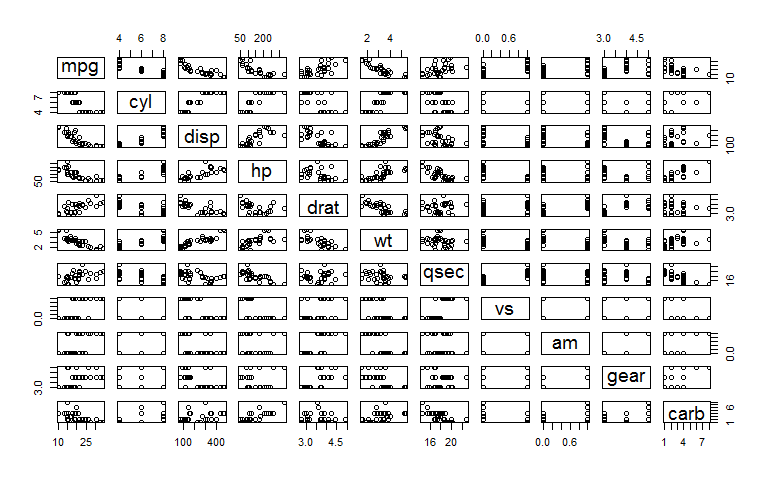 4 6 8 50 200 2 4 0.0 0.6 3.0 4.5
mpg 10
4 7 cyl
disp 100
50 hp
drat 3.0
2 5 wt
qsec 16
0.0 vs
am 0.0
3.0 gear
carb 1 6
10 25 100 400 3.0 4.5 16 20 0.0 0.6 1 4 7